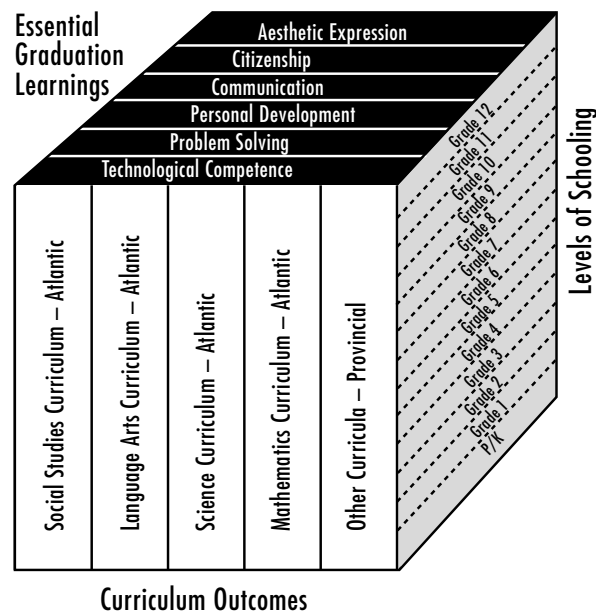 Essential
Graduation
Learnings
Aesthetic Expression
Citizenship
Communication
Personal Development
Problem Solving
Technological Competence
Social Studies Curriculum – Atlantic
Language Arts Curriculum – Atlantic
Science Curriculum – Atlantic
Mathematics Curriculum – Atlantic
Other Curricula – Provincial
Grade 12
Grade 11
Grade 10
Grade 9
Grade 8
Grade 7
Grade 6
Grade 5
Grade 4
Grade 3
Grade 2
Grade 1
P/K
Levels of Schooling
Curriculum Outcomes